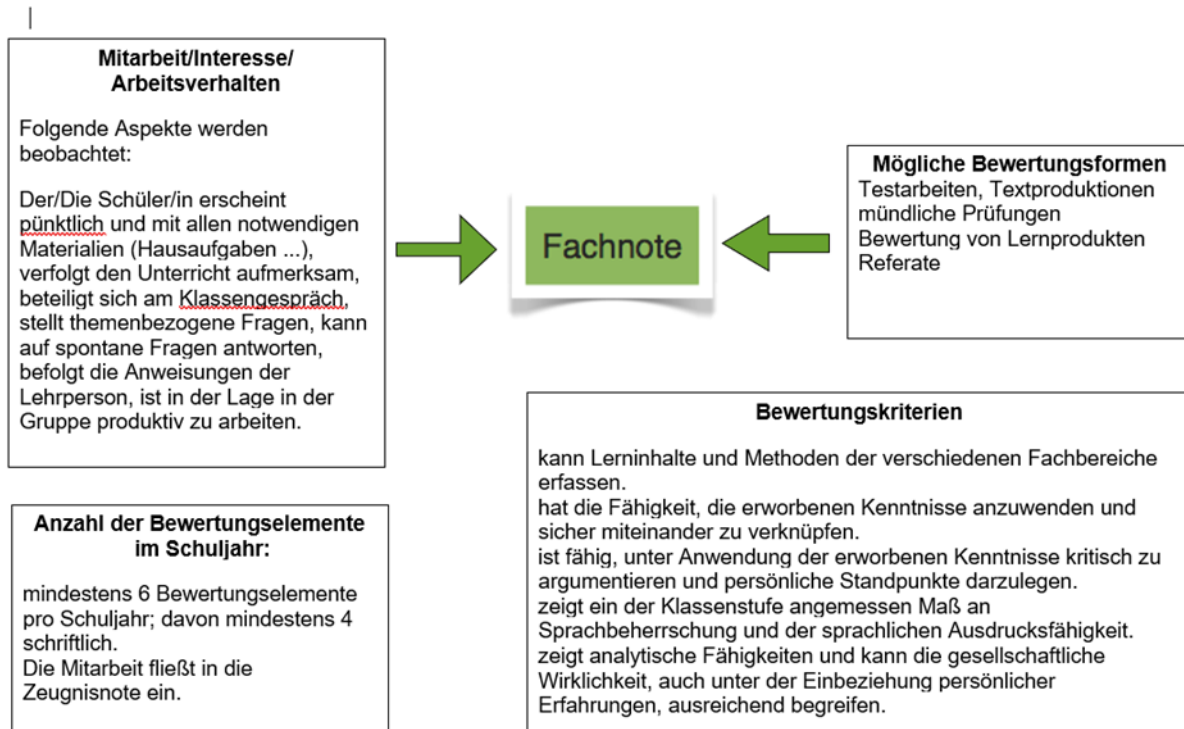 Mitarbeit/Interesse/
Arbeitsverhalten
Folgende Aspekte werden
beobachtet:
Der/Die Schüler/in erscheint
pünktlich und mit allen notwendigen
Materialien (Hausaufgaben ...),
verfolgt den Unterricht aufmerksam,
beteiligt sich am Klassengespräch,
stellt themenbezogene Fragen, kann
auf spontane Fragen antworten,
befolgt die Anweisungen der
Lehrperson, ist in der Lage in der
Gruppe produktiv zu arbeiten.
Fachnote
Mögliche Bewertungsformen
Testarbeiten, Textproduktionen
mündliche Prüfungen
Bewertung von Lernprodukten
Referate
Anzahl der Bewertungselemente
im Schuljahr:
mindestens 6 Bewertungselemente
pro Schuljahr; davon mindestens 4
schriftlich.
Die Mitarbeit fließt in die
Zeugnisnote ein.
Bewertungskriterien
kann Lerninhalte und Methoden der verschiedenen Fachbereiche
erfassen.
hat die Fähigkeit, die erworbenen Kenntnisse anzuwenden und
sicher miteinander zu verknüpfen.
ist fähig, unter Anwendung der erworbenen Kenntnisse kritisch zu
argumentieren und persönliche Standpunkte darzulegen.
zeigt ein der Klassenstufe angemessen Maß an
Sprachbeherrschung und der sprachlichen Ausdrucksfähigkeit.
zeigt analytische Fähigkeiten und kann die gesellschaftliche
Wirklichkeit, auch unter der Einbeziehung persönlicher
Erfahrungen, ausreichend begreifen.